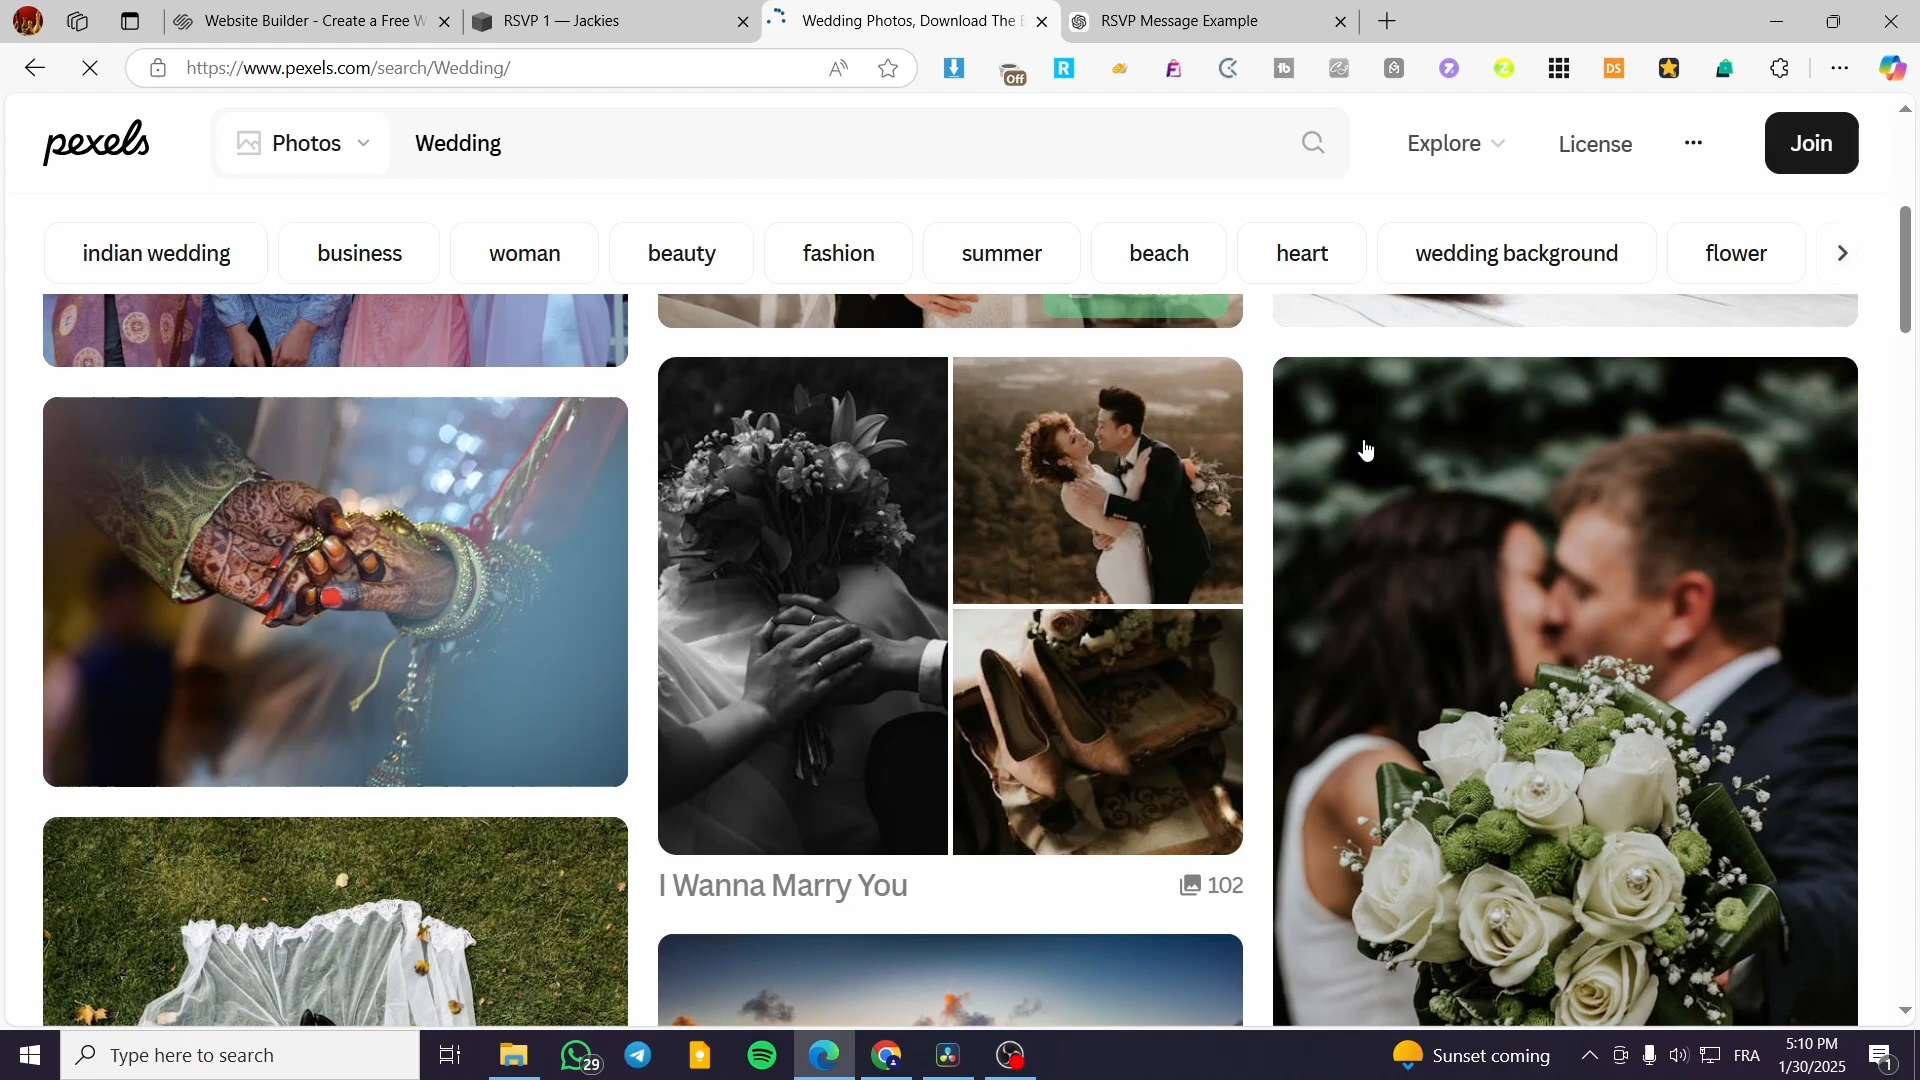 Website Builder - Create a Free W
RSVP 1 — Jackies
Wedding Photos, Download The
RSVP Message Example
https://www.pexels.com/search/Wedding/
Off
pexels
Photos
Wedding
Explore
License
Join
indian wedding
business
woman
beauty
fashion
summer
beach
heart
wedding background
flower
I Wanna Marry You
102
Type here to search
29
Sunset coming
FRA
5:10 PM
1/30/2025
1